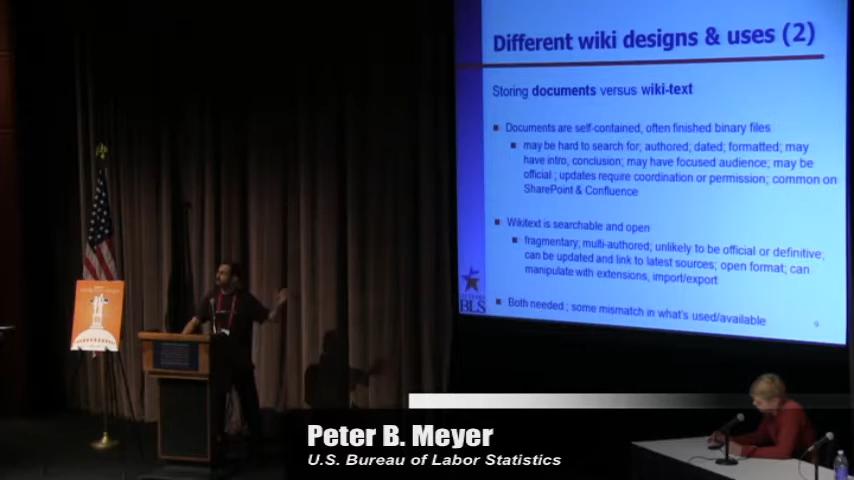 Different wiki designs & uses (2)
Storing documents versus wiki-text
Documents are self-contained, often finished binary files
may be hard to search for; authored; dated; formatted; may
have intro, conclusion; may have focused audience; may be
official ; updates require coordination or permission; common on
SharePoint & Confluence
Wikitext is searchable and open
fragmentary; multi-authored; unlikely to be official or definitive;
can be updated and link to latest sources; open format; can
manipulate with extensions, import/export
Both needed ; some mismatch in what's used/available
BLS
9
Peter B. Meyer
U.S. Bureau of Labor Statistics